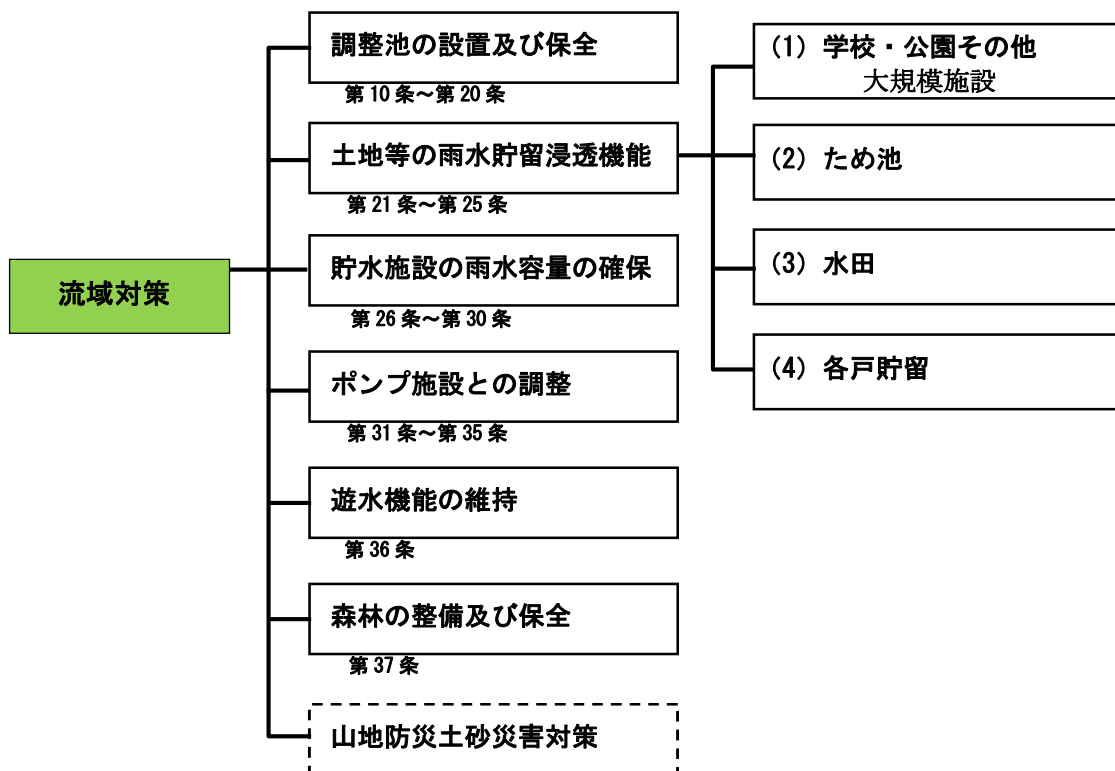 流域対策
調整池の設置及び保全
第10条～第20条
土地等の雨水貯留浸透機能
第21条～第25条
貯水施設の雨水容量の確保
第26条～第30条
ポンプ施設との調整
第31条～第35条
遊水機能の維持
第36条
森林の整備及び保全
第37条
山地防災土砂災害対策
(1) 学校・公園その他
大規模施設
(2) ため池
(3) 水田
(4) 各戸貯留